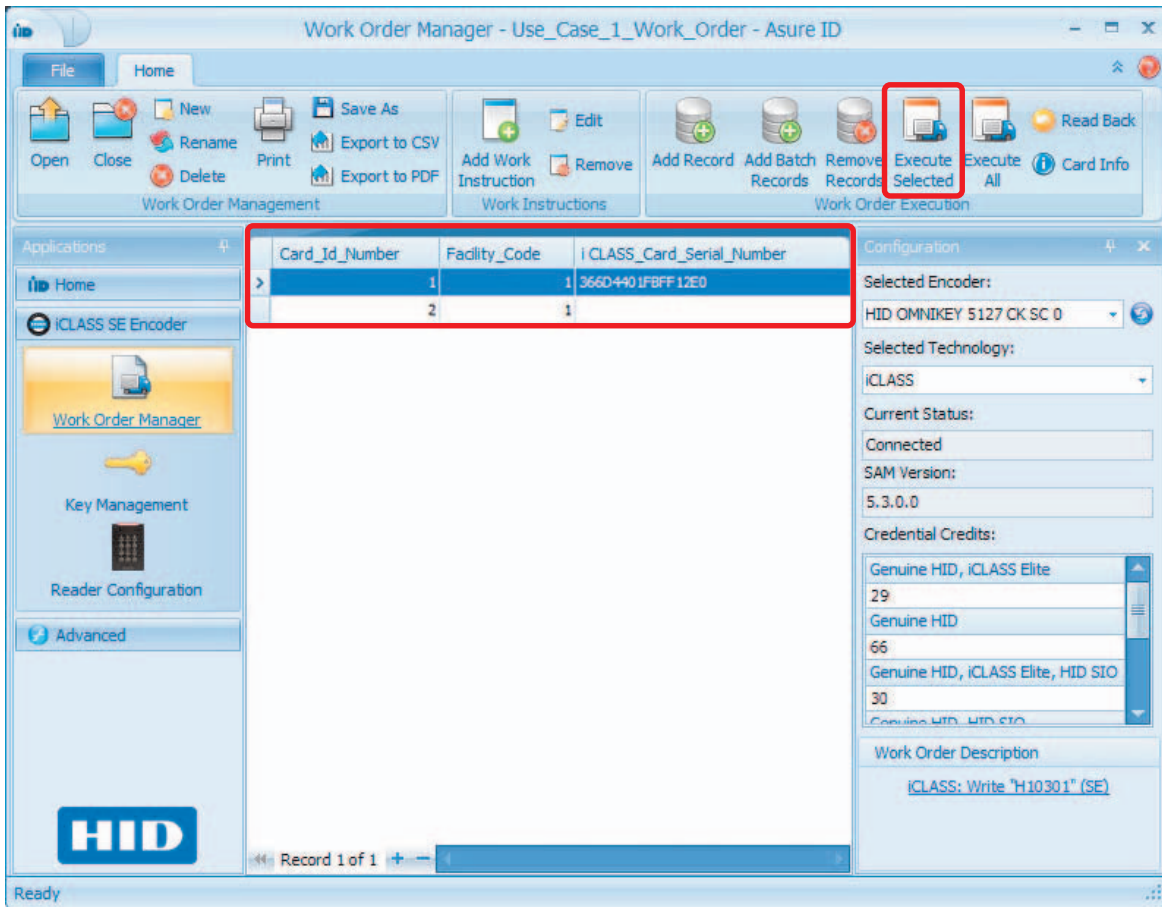 Work Order Manager - Use_Case_1_Work_Order - Asure ID
File Home
New
Rename
Delete
Open Close
Print
Save As
Export to CSV
Export to PDF
Work Order Management
Add Work Instruction
Edit
Remove
Work Instructions
Add Record Add Batch Records Remove Records Execute Selected Execute All
Read Back
Card Info
Work Order Execution
Applications
Home
iCLASS SE Encoder
Work Order Manager
Key Management
Reader Configuration
Advanced
HID
Card_Id_Number Facility_Code i CLASS_Card_Serial_Number
1 1 366D4401FBFF12E0
2 1
Record 1 of 1
Configuration
Selected Encoder:
HID OMNIKEY 5127 CK SC 0
Selected Technology:
iCLASS
Current Status:
Connected
SAM Version:
5.3.0.0
Credential Credits:
Genuine HID, iCLASS Elite
29
Genuine HID
66
Genuine HID, iCLASS Elite, HID SIO
30
Genuine HID, HID SIO
Work Order Description
iCLASS: Write "H10301" (SE)
Ready